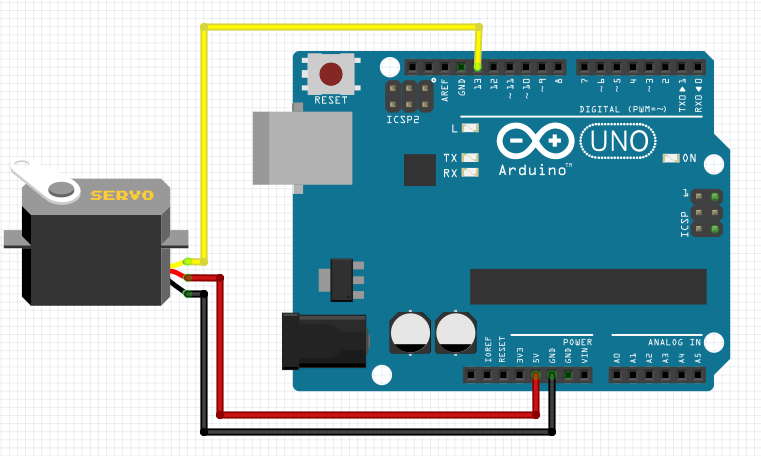 RESET
ICSP2
AREF
GND
13
12
~11
~10
~9
8
7
~6
~5
4
~3
2
TX0▶1
RX0◀0
DIGITAL (PWM=~)
L
TX
RX
UNO
Arduino™
ON
1
ICSP
SERVO
POWER
ANALOG IN
IOREF
RESET
3V3
5V
GND
GND
VIN
A0
A1
A2
A3
A4
A5